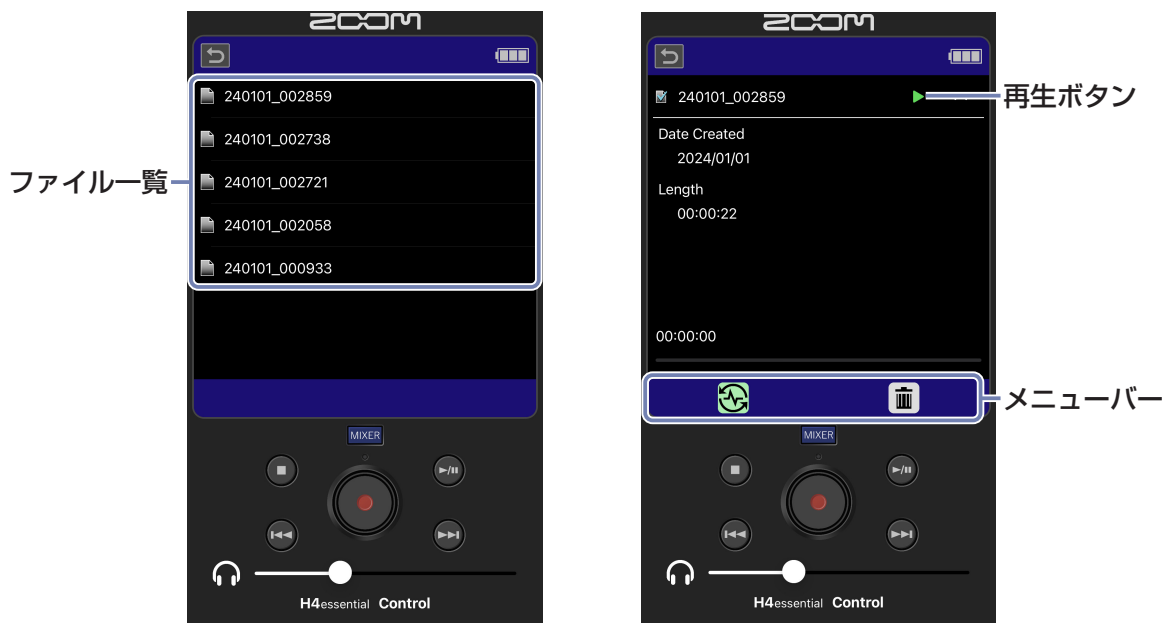 ZOOM
240101_002859
240101_002738
240101_002721
240101_002058
240101_000933
ファイル一覧
MIXER
H4essential Control
ZOOM
240101_002859
再生ボタン
Date Created
2024/01/01
Length
00:00:22
00:00:00
メニューバー
MIXER
H4essential Control